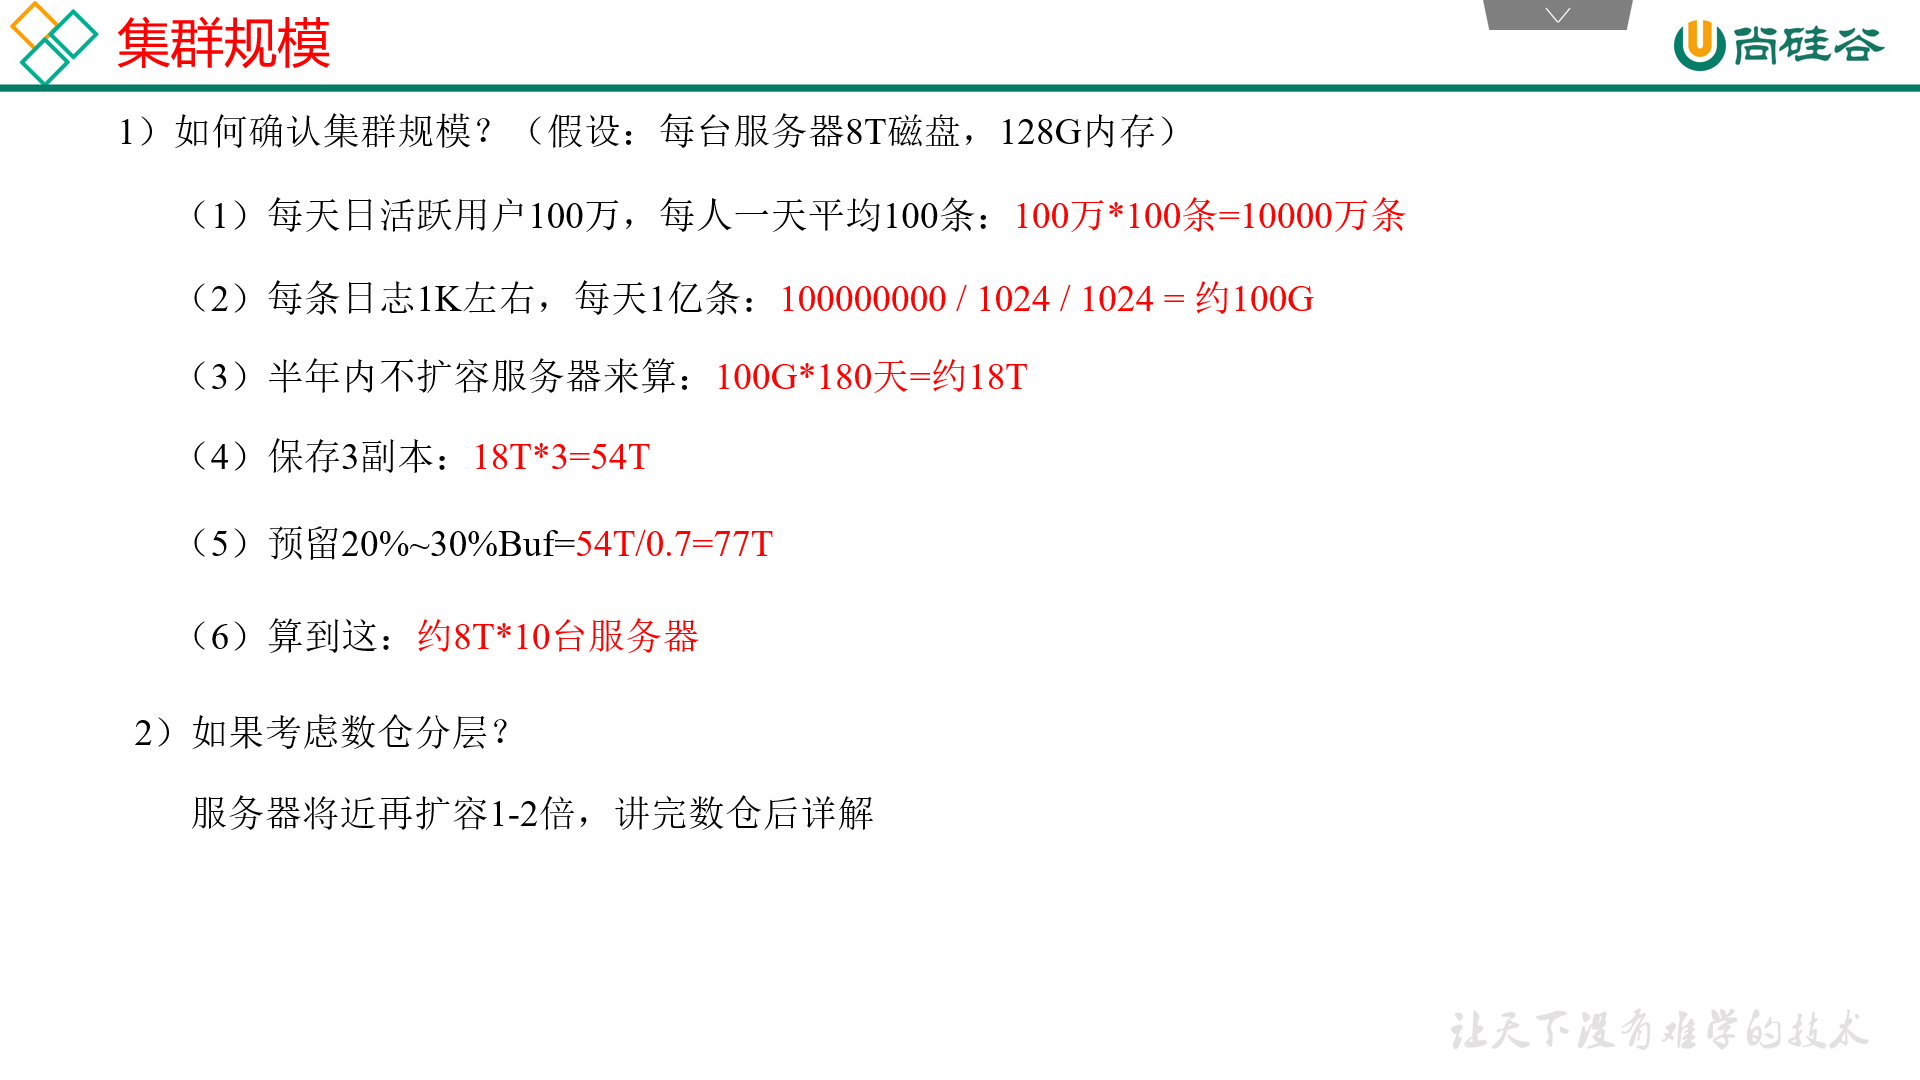 集群规模
尚硅谷
1）如何确认集群规模？（假设：每台服务器8T磁盘，128G内存）
（1）每天日活跃用户100万，每人一天平均100条：100万*100条=10000万条
（2）每条日志1K左右，每天1亿条：100000000 / 1024 / 1024 = 约100G
（3）半年内不扩容服务器来算：100G*180天=约18T
（4）保存3副本：18T*3=54T
（5）预留20%~30%Buf=54T/0.7=77T
（6）算到这：约8T*10台服务器
2）如果考虑数仓分层？
服务器将近再扩容1-2倍，讲完数仓后详解
让天下没有难学的技术